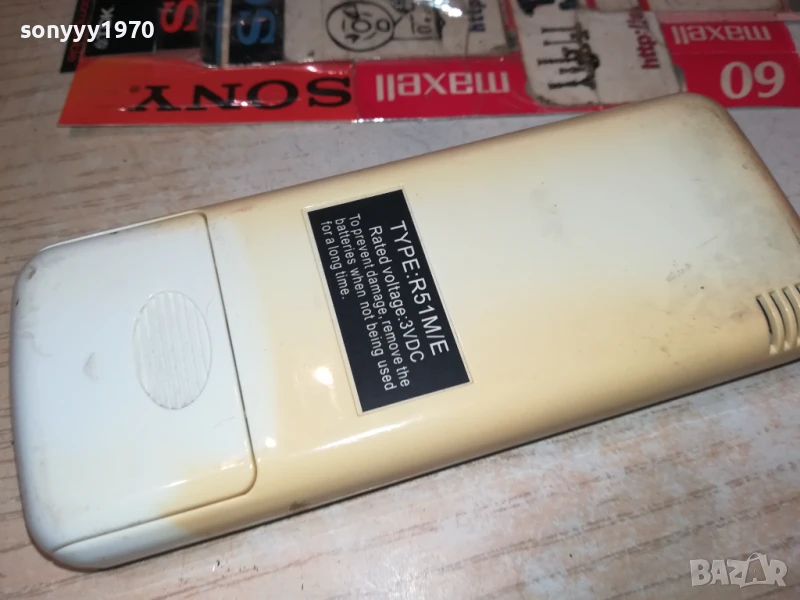 sonyyy1970
SONY
maxell
maxell
60
http:/
TYPE:R51M/E
Rated voltage:3VDC
To prevent damage, remove the
batteries when not being used
for a long time.
BAZAR